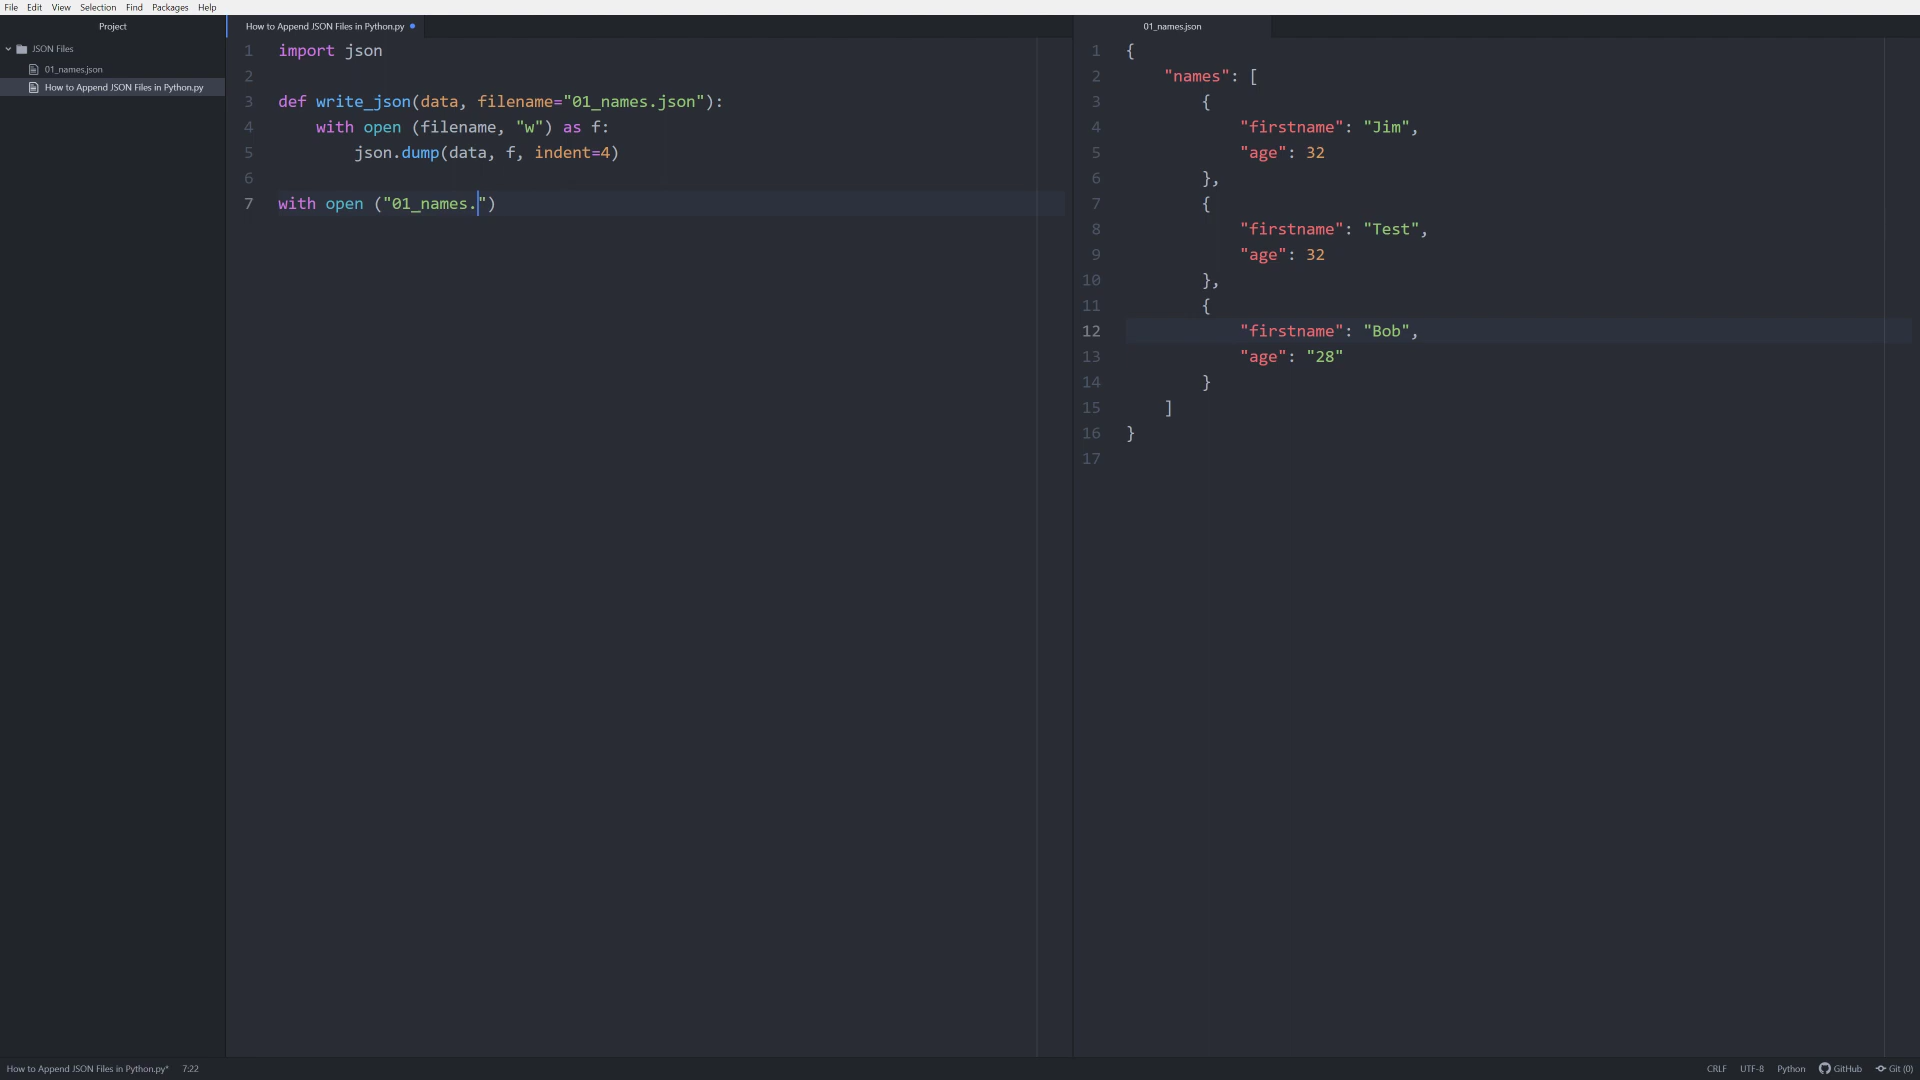 File Edit View Selection Find Packages Help
Project
JSON Files
01_names.json
How to Append JSON Files in Python.py
How to Append JSON Files in Python.py
1 import json
2
3 def write_json(data, filename="01_names.json"):
4 with open (filename, "w") as f:
5 json.dump(data, f, indent=4)
6
7 with open ("01_names.")
01_names.json
1 {
2 "names": [
3 {
4 "firstname": "Jim",
5 "age": 32
6 },
7 {
8 "firstname": "Test",
9 "age": 32
10 },
11 {
12 "firstname": "Bob",
13 "age": "28"
14 }
15 ]
16 }
17
How to Append JSON Files in Python.py* 7:22
CRLF UTF-8 Python GitHub Git (0)